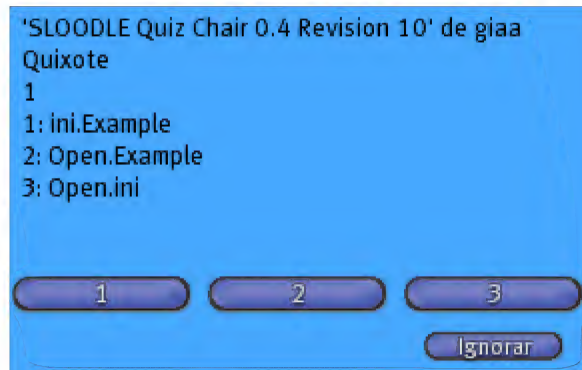 'SLOODLE Quiz Chair 0.4 Revision 10' de giaa
Quixote
1
1: ini.Example
2: Open.Example
3: Open.ini
1 2 3
Ignorar